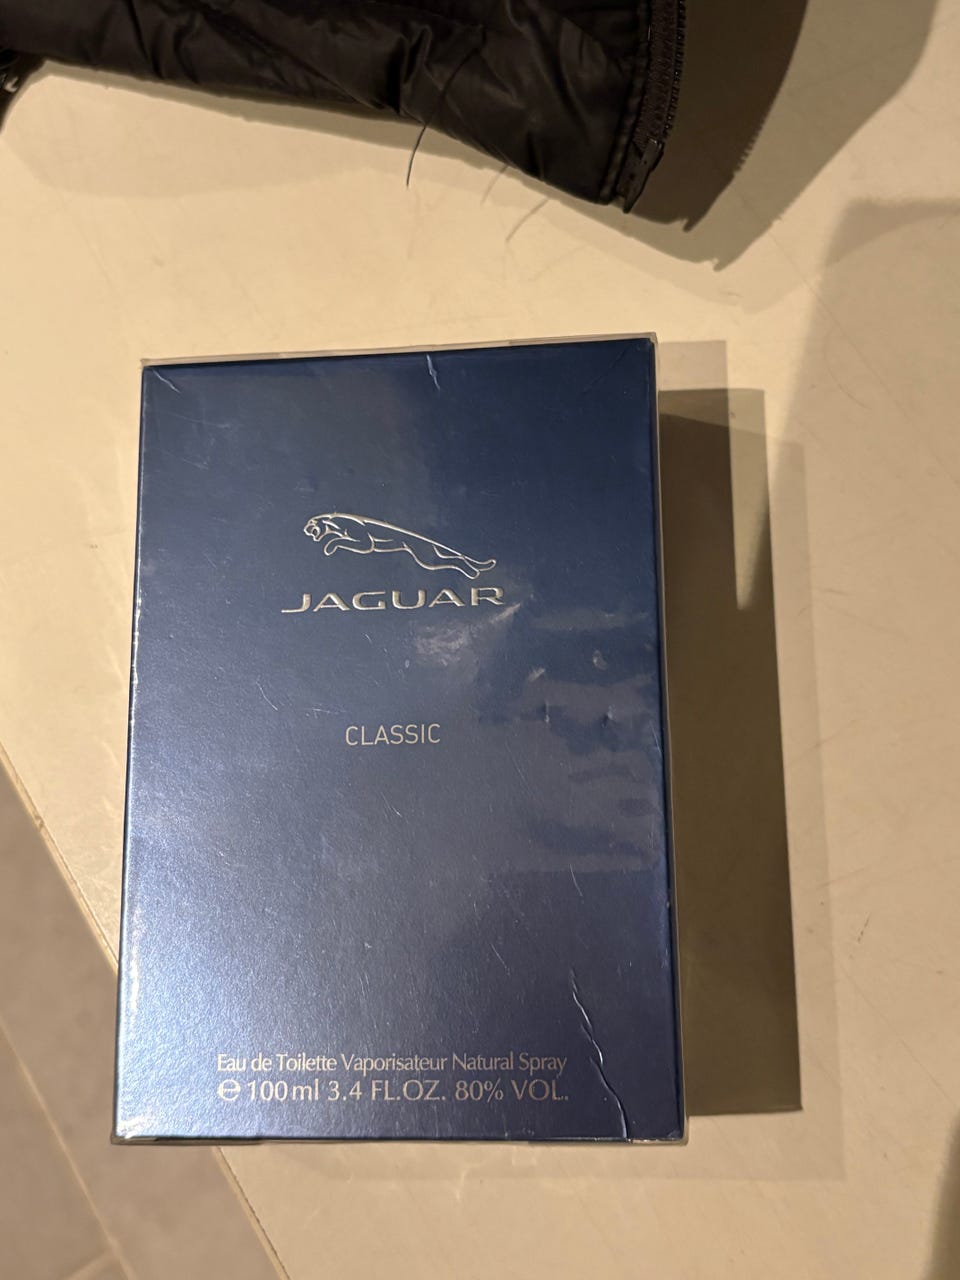 JAGUAR
CLASSIC
Eau de Toilette Vaporisateur Natural Spray
℮ 100 ml 3.4 FL.OZ. 80% VOL.